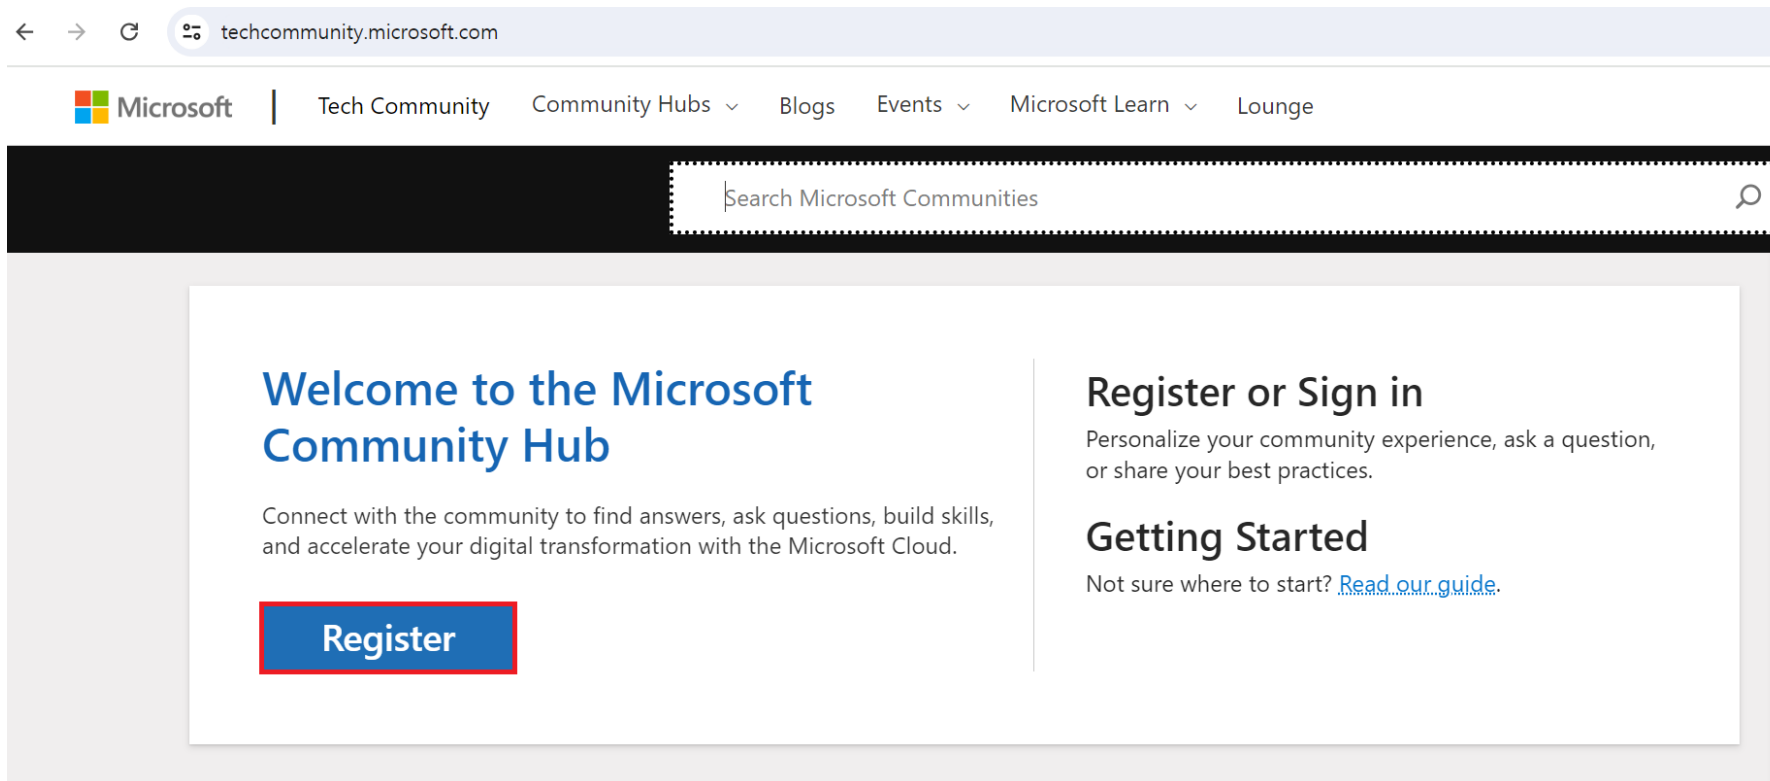 techcommunity.microsoft.com
Microsoft Tech Community Community Hubs Blogs Events Microsoft Learn Lounge
Search Microsoft Communities
Welcome to the Microsoft
Community Hub
Connect with the community to find answers, ask questions, build skills,
and accelerate your digital transformation with the Microsoft Cloud.
Register
Register or Sign in
Personalize your community experience, ask a question,
or share your best practices.
Getting Started
Not sure where to start? Read our guide.